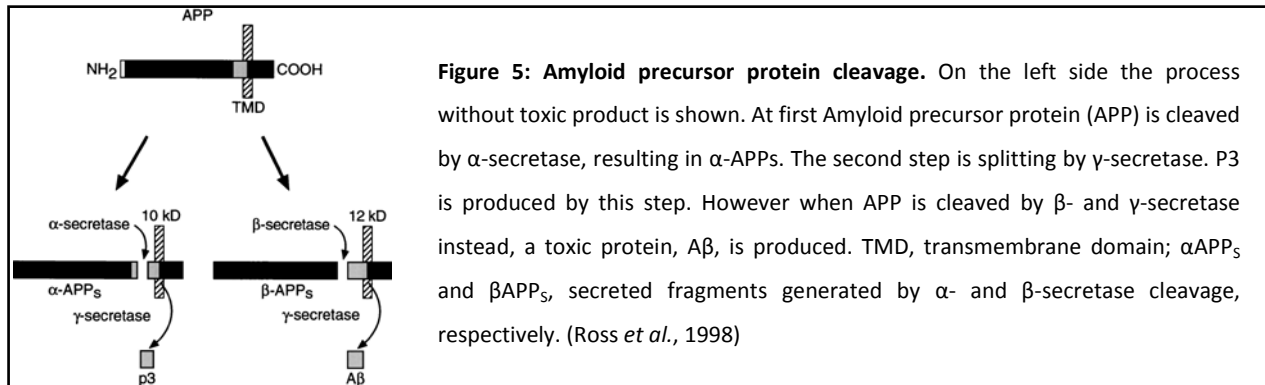 APP
NH2
COOH
TMD
α-secretase
10 kD
β-secretase
12 kD
α-APPS
β-APPS
γ-secretase
γ-secretase
p3
Aβ
Figure 5: Amyloid precursor protein cleavage. On the left side the process
without toxic product is shown. At first Amyloid precursor protein (APP) is cleaved
by α-secretase, resulting in α-APPs. The second step is splitting by γ-secretase. P3
is produced by this step. However when APP is cleaved by β- and γ-secretase
instead, a toxic protein, Aβ, is produced. TMD, transmembrane domain; αAPPS
and βAPPS, secreted fragments generated by α- and β-secretase cleavage,
respectively. (Ross et al., 1998)